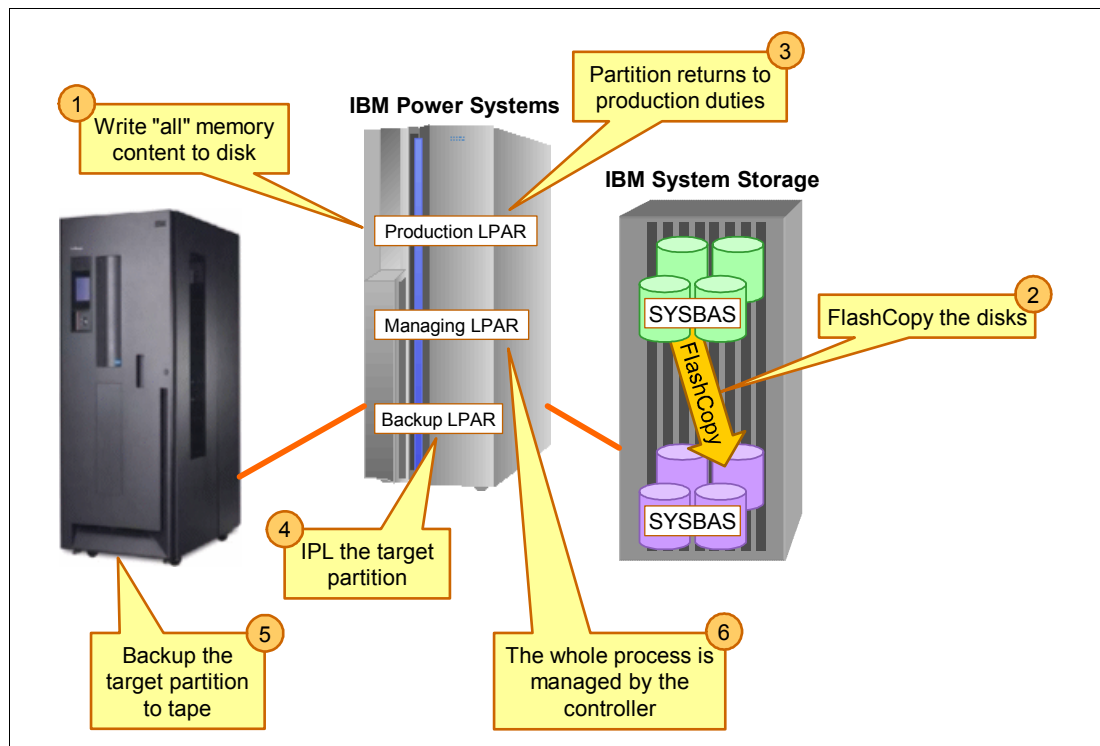 3
Partition returns to
production duties
1
Write "all" memory
content to disk
IBM Power Systems
IBM System Storage
Production LPAR
2
FlashCopy the disks
SYSBAS
Managing LPAR
FlashCopy
Backup LPAR
SYSBAS
4
IPL the target
partition
5
Backup the
target partition
to tape
6
The whole process is
managed by the
controller